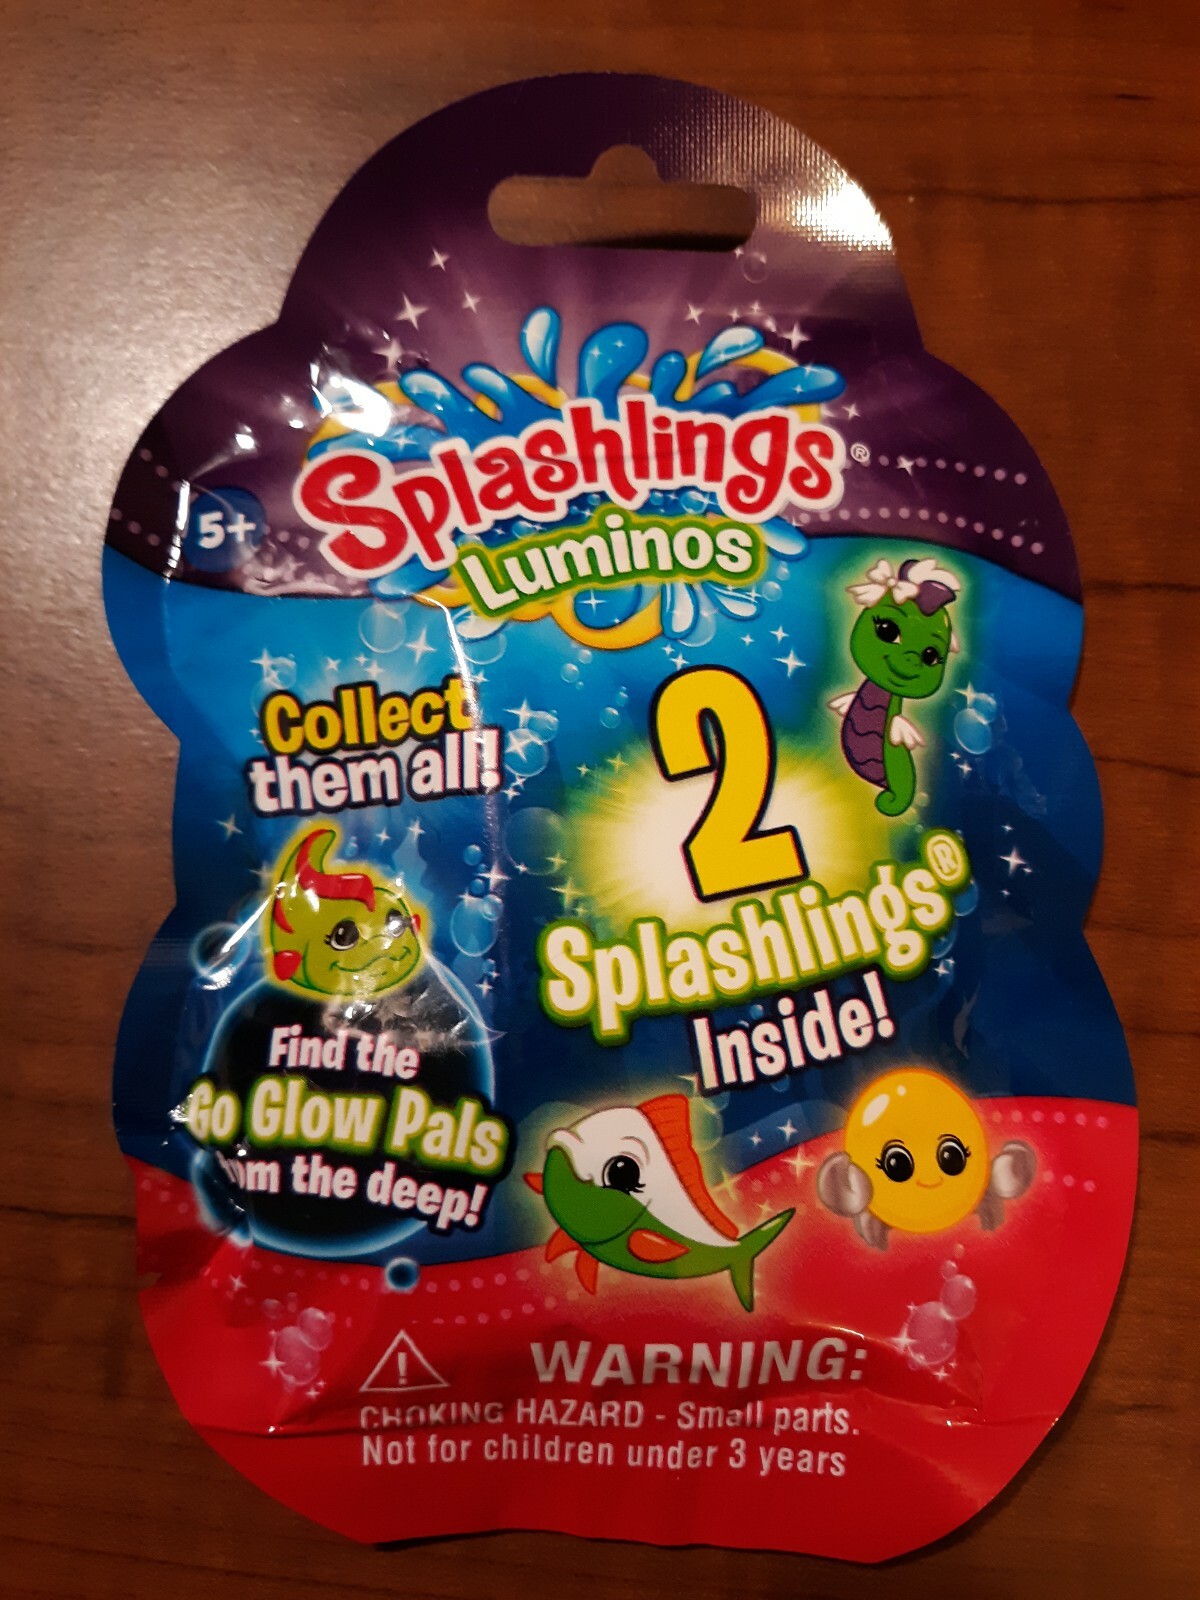 Splashlings®
Luminos
5+
Collect
them all!
2
Splashlings®
Inside!
Find the
Go Glow Pals
the deep!
WARNING:
CHOKING HAZARD - Small parts.
Not for children under 3 years